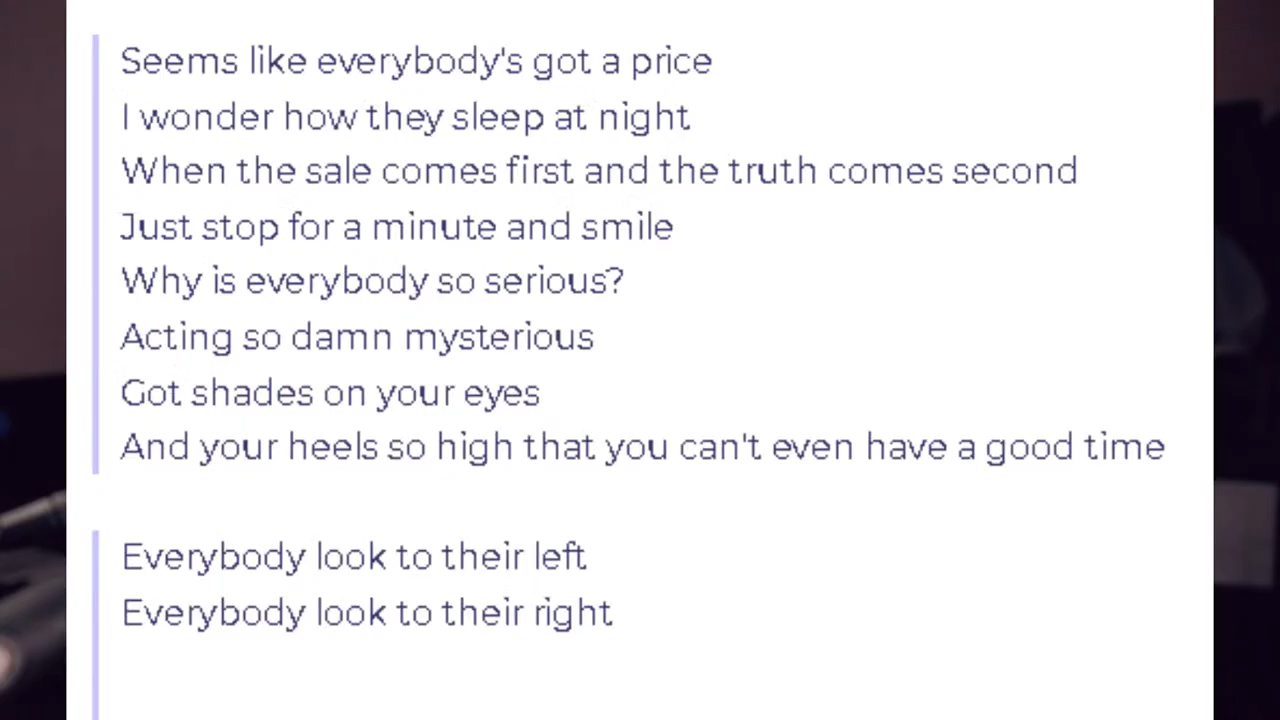 Seems like everybody's got a price
I wonder how they sleep at night
When the sale comes first and the truth comes second
Just stop for a minute and smile
Why is everybody so serious?
Acting so damn mysterious
Got shades on your eyes
And your heels so high that you can't even have a good time
Everybody look to their left
Everybody look to their right